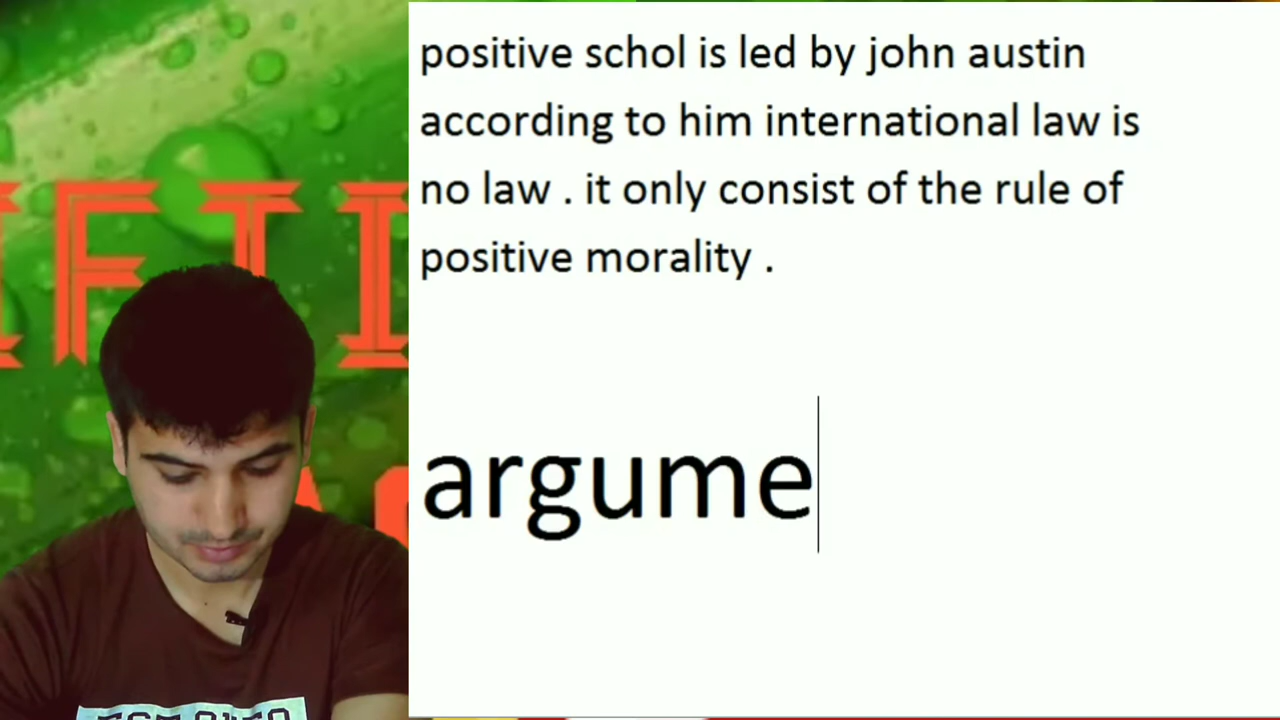 positive schol is led by john austin
according to him international law is
no law . it only consist of the rule of
positive morality .
argume